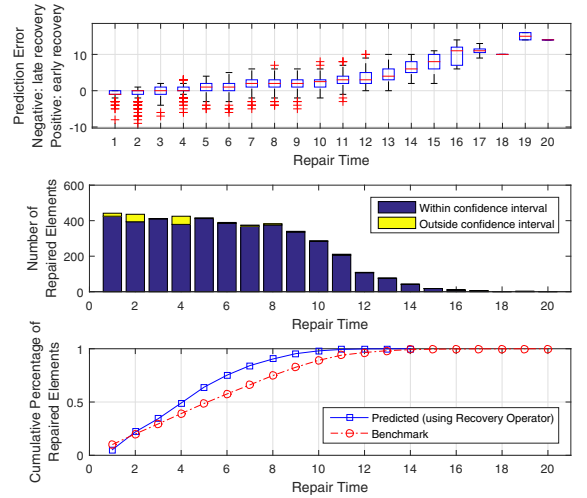 Prediction Error
Negative: late recovery
Positive: early recovery
10
0
-10
1 2 3 4 5 6 7 8 9 10 11 12 13 14 15 16 17 18 19 20
Repair Time
Number of
Repaired Elements
600
400
200
0
Within confidence interval
Outside confidence interval
0 2 4 6 8 10 12 14 16 18 20
Repair Time
Cumulative Percentage of
Repaired Elements
1
0.5
0
Predicted (using Recovery Operator)
Benchmark
0 2 4 6 8 10 12 14 16 18 20
Repair Time